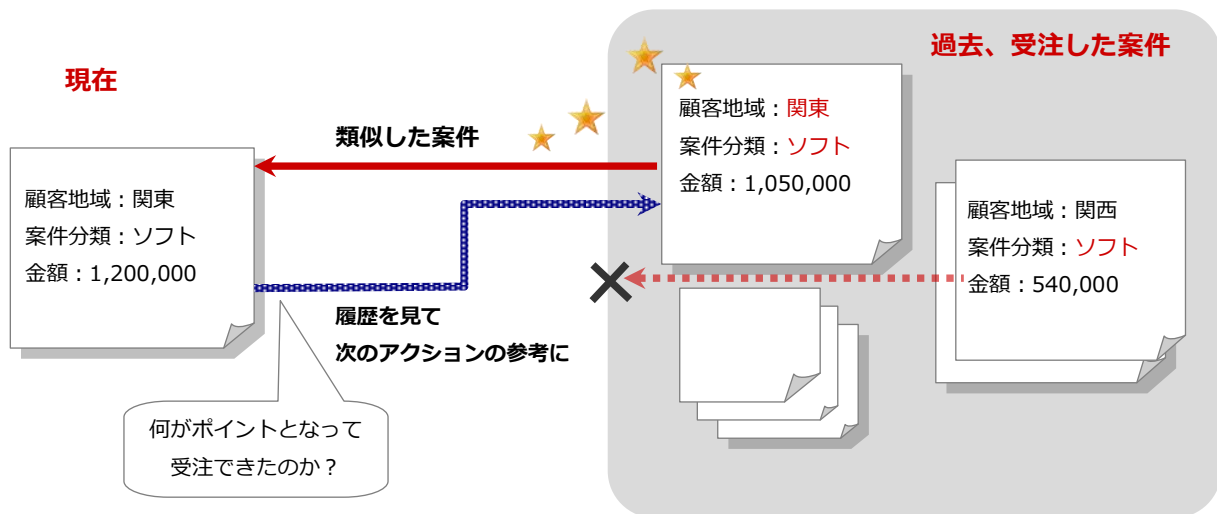 過去、受注した案件
現在
顧客地域：関東
案件分類：ソフト
金額：1,050,000
類似した案件
顧客地域：関東
案件分類：ソフト
金額：1,200,000
顧客地域：関西
案件分類：ソフト
金額：540,000
履歴を見て
次のアクションの参考に
何がポイントとなって
受注できたのか？